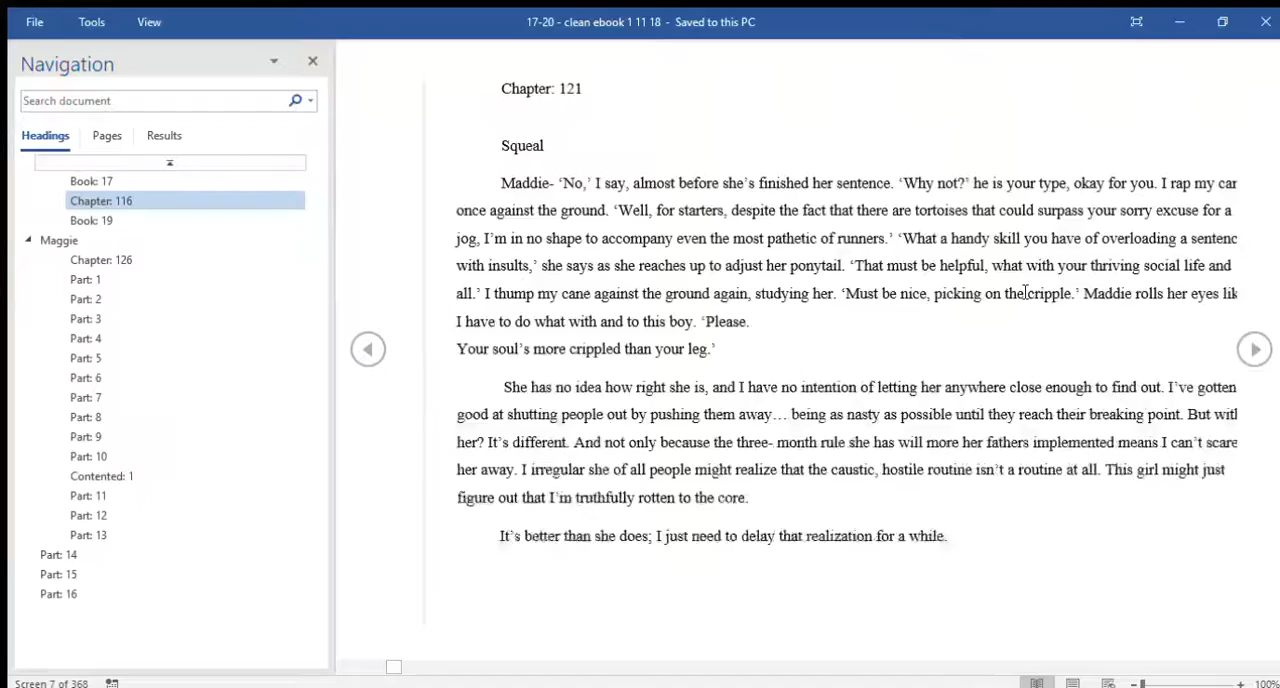 File Tools View 17-20 - clean ebook 1 11 18 - Saved to this PC
Navigation
Search document
Headings Pages Results
Book: 17
Chapter: 116
Book: 19
Maggie
Chapter: 126
Part: 1
Part: 2
Part: 3
Part: 4
Part: 5
Part: 6
Part: 7
Part: 8
Part: 9
Part: 10
Contented: 1
Part: 11
Part: 12
Part: 13
Part: 14
Part: 15
Part: 16
Chapter: 121
Squeal
Maddie- ‘No,’ I say, almost before she’s finished her sentence. ‘Why not?’ he is your type, okay for you. I rap my car
once against the ground. ‘Well, for starters, despite the fact that there are tortoises that could surpass your sorry excuse for a
jog, I’m in no shape to accompany even the most pathetic of runners.’ ‘What a handy skill you have of overloading a sentenc
with insults,’ she says as she reaches up to adjust her ponytail. ‘That must be helpful, what with your thriving social life and
all.’ I thump my cane against the ground again, studying her. ‘Must be nice, picking on the cripple.’ Maddie rolls her eyes lik
I have to do what with and to this boy. ‘Please.
Your soul’s more crippled than your leg.’
She has no idea how right she is, and I have no intention of letting her anywhere close enough to find out. I’ve gotten
good at shutting people out by pushing them away… being as nasty as possible until they reach their breaking point. But with
her? It’s different. And not only because the three- month rule she has will more her fathers implemented means I can’t scare
her away. I irregular she of all people might realize that the caustic, hostile routine isn’t a routine at all. This girl might just
figure out that I’m truthfully rotten to the core.
It’s better than she does; I just need to delay that realization for a while.
Screen 7 of 368
100%